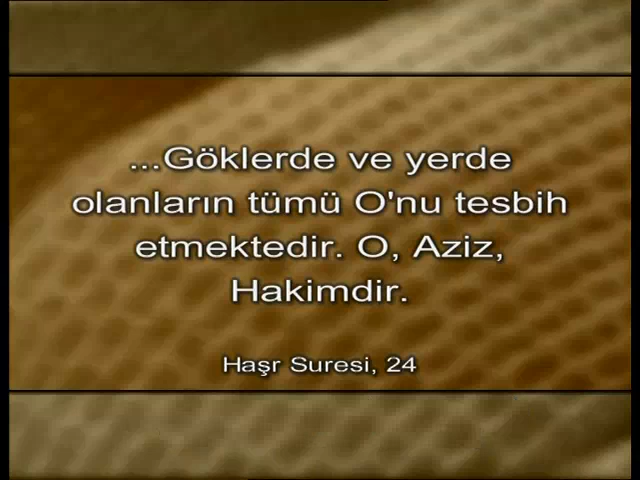 ...Göklerde ve yerde
olanların tümü O'nu tesbih
etmektedir. O, Aziz,
Hakimdir.
Haşr Suresi, 24